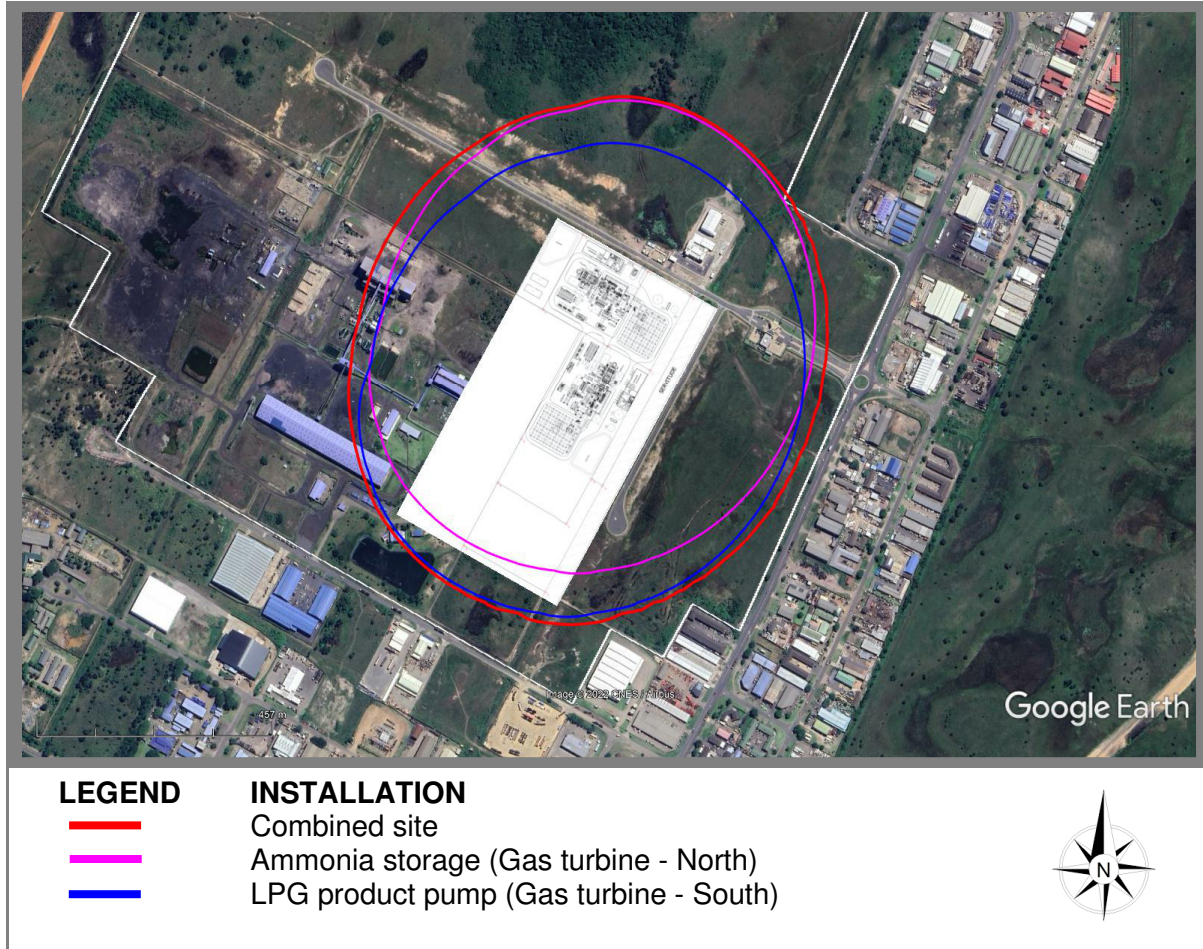 SERVITUDE
Image © 2022 CNES / Airbus
457 m
Google Earth
LEGEND INSTALLATION
Combined site
Ammonia storage (Gas turbine - North)
LPG product pump (Gas turbine - South)
N